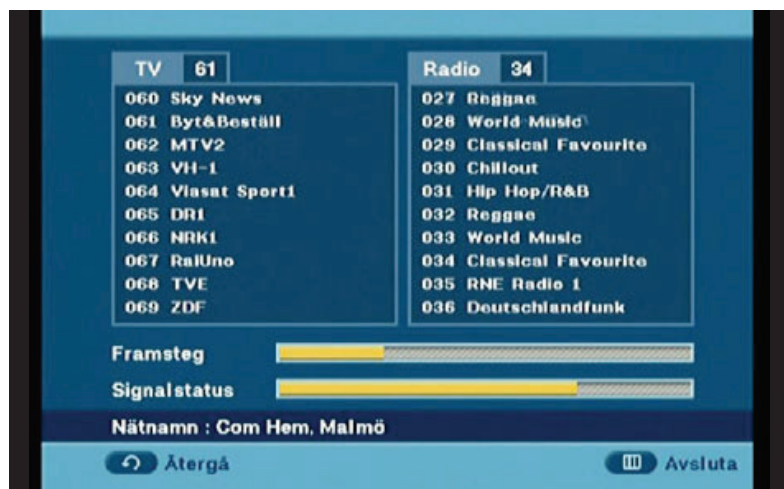 TV 61
060 Sky News
061 Byt&Beställ
062 MTV2
063 VH-1
064 Viasat Sport1
065 DR1
066 NRK1
067 RaiUno
068 TVE
069 ZDF
Radio 34
027 Reggae
028 World Music
029 Classical Favourite
030 Chillout
031 Hip Hop/R&B
032 Reggae
033 World Music
034 Classical Favourite
035 RNE Radio 1
036 Deutschlandfunk
Framsteg
Signalstatus
Nätnamn : Com Hem, Malmö
Återgå
Avsluta